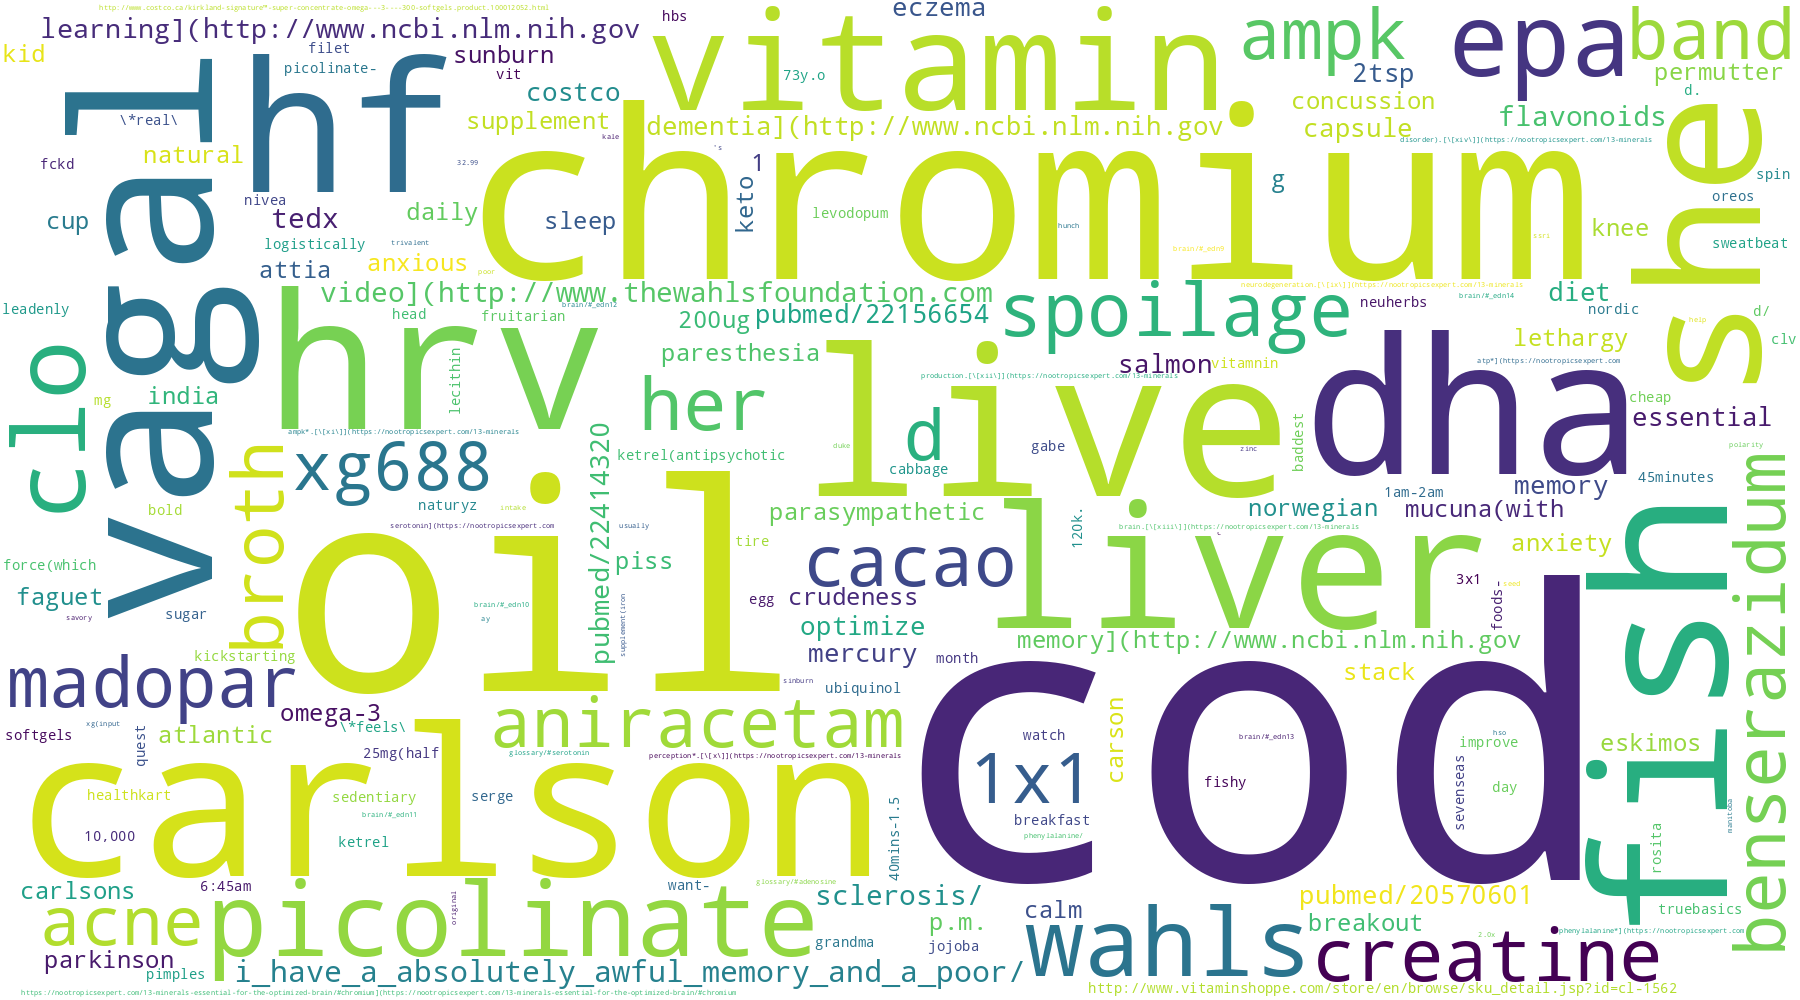 http://www.costco.ca/kirkland-signature*-super-concentrate-omega---3----300-softgels.product.100012052.html
hbs
eczema
learning](http://www.ncbi.nlm.nih.gov
vitamin
ampk
epa
band
kid
filet
sunburn
picolinate-
vit
73y.o
2tsp
permutter
hf
costco
concussion
d.
vagal
\*real\
supplement
dementia](http://www.ncbi.nlm.nih.gov
capsule
flavonoids
she
kale
chromium
disorder).[\[xiv\]](https://nootropicsexpert.com/13-minerals
's
natural
fckd
32.99
1
g
spin
nivea
keto
oreos
cup
tedx
daily
sleep
levodopum
hunch
knee
logistically
trivalent
brain/#_edn9
ssri
sweatbeat
attia
anxious
poor
video](http://www.thewahlsfoundation.com
neurodegeneration.[\[ix\]](https://nootropicsexpert.com/13-minerals
diet
leadenly
brain/#_edn12
spoilage
neuherbs
brain/#_edn14
nordic
hrv
head
fruitarian
200ug
pubmed/22156654
d/
help
clo
lethargy
clv
live
paresthesia
salmon
vitamnin
atp*](https://nootropicsexpert.com
dha
lecithin
production.[\[xii\]](https://nootropicsexpert.com/13-minerals
mg
india
her
cheap
d
essential
ampk*.[\[xi\]](https://nootropicsexpert.com/13-minerals
baddest
duke
gabe
zinc
polarity
broth
xg688
pubmed/22414320
ketrel(antipsychotic
cabbage
45minutes
memory
1am-2am
bold
naturyz
intake
parasympathetic
norwegian
mucuna(with
benserazidum
fish
oil
serotonin](https://nootropicsexpert.com
usually
120k.
liver
brain.[\[xiii\]](https://nootropicsexpert.com/13-minerals
tire
cacao
anxiety
force(which
piss
3x1
seed
faguet
sugar
savory
brain/#_edn10
ay
supplement(iron
egg
crudeness
foods-
optimize
cod
memory](http://www.ncbi.nlm.nih.gov
kickstarting
mercury
month
madopar
sinburn
ubiquinol
stack
omega-3
aniracetam
softgels
xg(input
quest
atlantic
\*feels\
watch
carson
hso
improve
eskimos
25mg(half
glossary/#serotonin
perception*.[\[x\]](https://nootropicsexpert.com/13-minerals
brain/#_edn13
carlson
1x1
fishy
sevenseas
day
healthkart
sedentiary
serge
brain/#_edn11
40mins-1.5
breakfast
manitoba
10,000
ketrel
phenylalanine/
rosita
carlsons
6:45am
picolinate
want-
glossary/#adenosine
sclerosis/
pubmed/20570601
original
calm
truebasics
acne
p.m.
wahls
breakout
2.0x
phenylalanine*](https://nootropicsexpert.com
parkinson
grandma
jojoba
creatine
pimples
i_have_a_absolutely_awful_memory_and_a_poor/
https://nootropicsexpert.com/13-minerals-essential-for-the-optimized-brain/#chromium](https://nootropicsexpert.com/13-minerals-essential-for-the-optimized-brain/#chromium
http://www.vitaminshoppe.com/store/en/browse/sku_detail.jsp?id=cl-1562